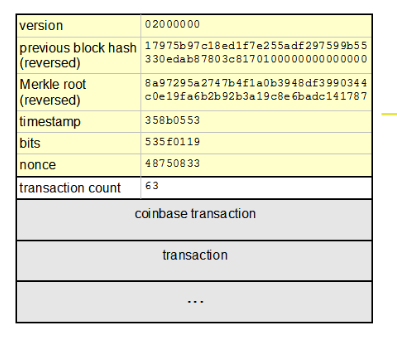 version 02000000
previous block hash 17975b97c18ed1f7e255adf297599b55
(reversed) 330edab87803c8170100000000000000
Merkle root 8a97295a2747b4f1a0b3948df3990344
(reversed) c0e19fa6b2b92b3a19c8e6badc141787
timestamp 358b0553
bits 535f0119
nonce 48750833
transaction count 63
coinbase transaction
transaction
...